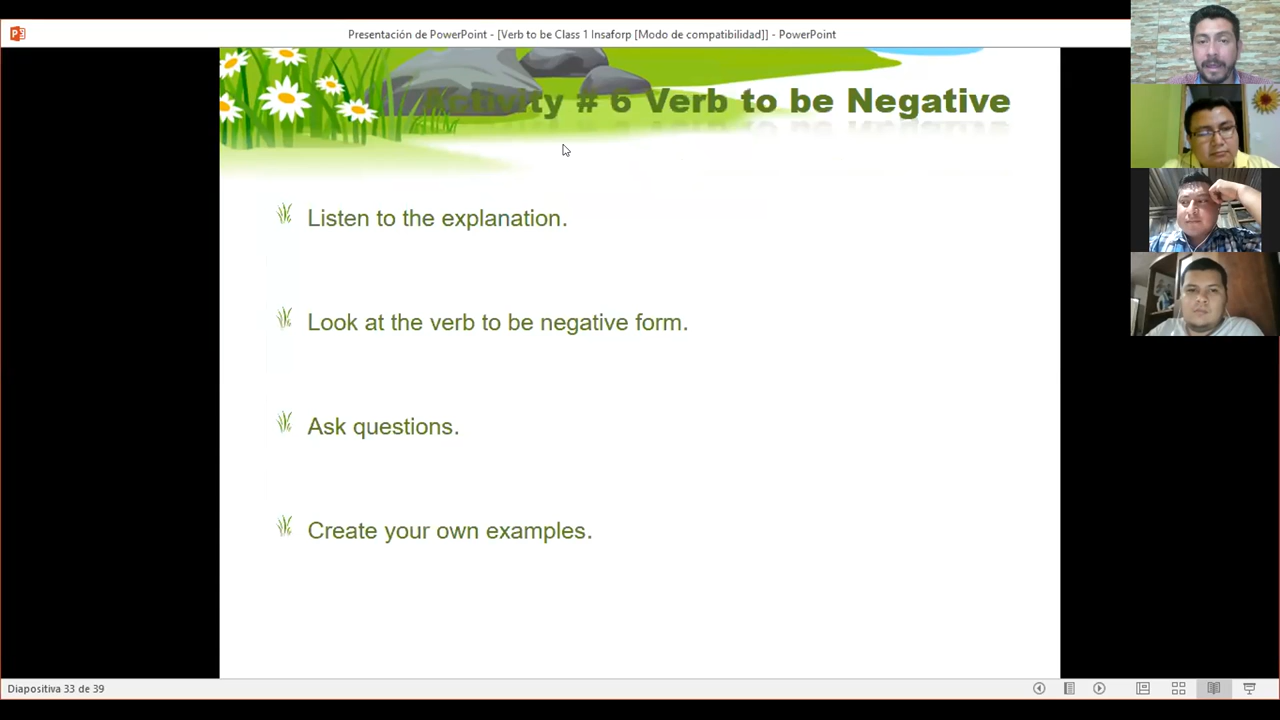 Presentación de PowerPoint - [Verb to be Class 1 Insaforp [Modo de compatibilidad]] - PowerPoint
Activity # 6 Verb to be Negative
Listen to the explanation.
Look at the verb to be negative form.
Ask questions.
Create your own examples.
Diapositiva 33 de 39